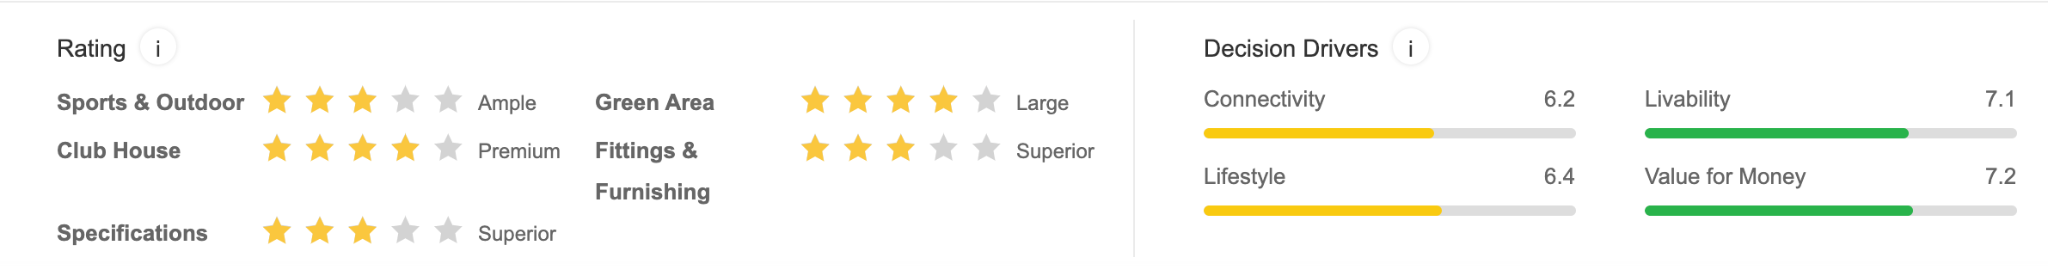 Rating i
Sports & Outdoor Ample
Green Area Large
Club House Premium
Fittings &
Furnishing Superior
Specifications Superior
Decision Drivers i
Connectivity 6.2
Livability 7.1
Lifestyle 6.4
Value for Money 7.2